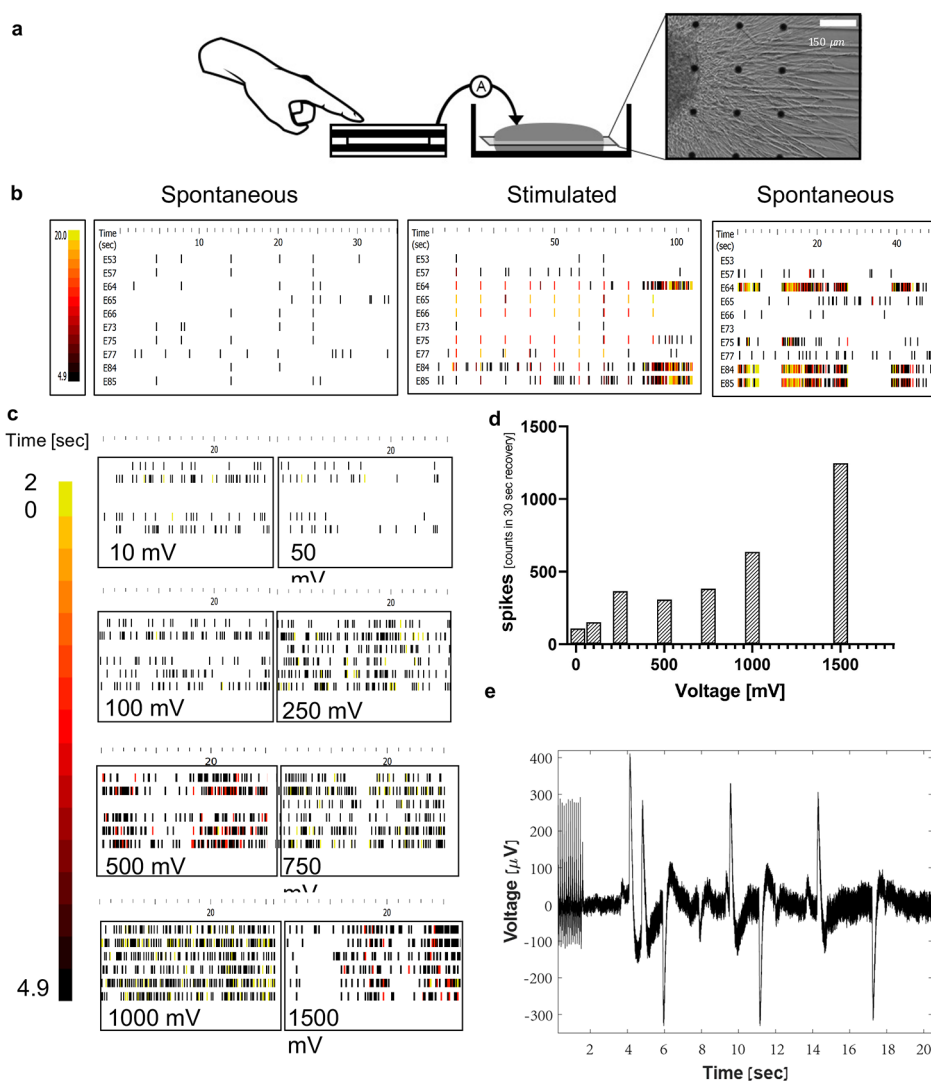 a
A
150 μm
b
Spontaneous
Stimulated
Spontaneous
20.0
4.9
Time
(sec)
10
20
30
E53
E57
E64
E65
E66
E73
E75
E77
E84
E85
Time
(sec)
50
100
E53
E57
E64
E65
E66
E73
E75
E77
E84
E85
Time
(sec)
20
40
E53
E57
E64
E65
E66
E73
E75
E77
E84
E85
c
Time [sec]
2
0
4.9
20
20
10 mV
50
mV
20
20
100 mV
250 mV
20
20
500 mV
750
mV
20
20
1000 mV
1500
mV
d
spikes [counts in 30 sec recovery]
1500
1000
500
0
0
500
1000
1500
Voltage [mV]
e
Voltage [μV]
400
300
200
100
0
-100
-200
-300
2
4
6
8
10
12
14
16
18
20
Time [sec]